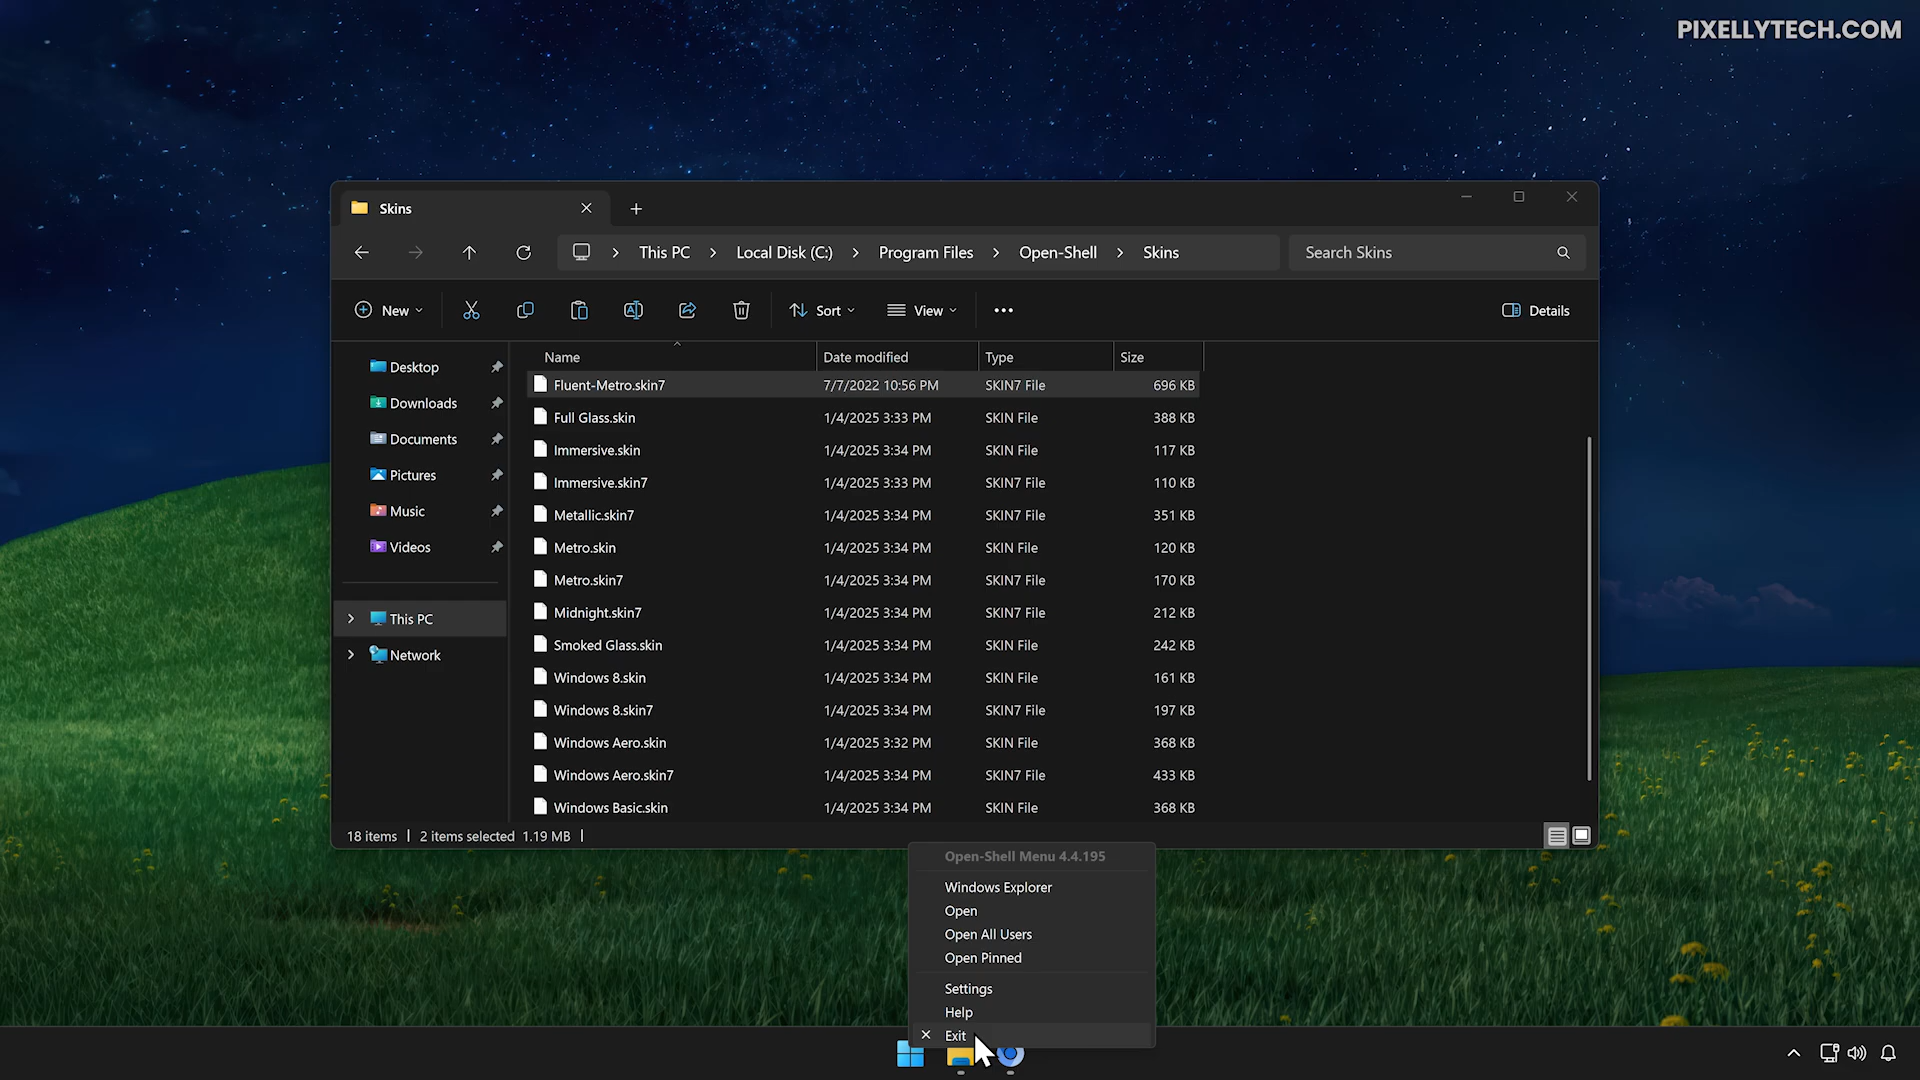 PIXELLYTECH.COM
Skins
This PC Local Disk (C:) Program Files Open-Shell Skins
Search Skins
New Sort View Details
Name Date modified Type Size
Desktop
Downloads
Documents
Pictures
Music
Videos
This PC
Network
Fluent-Metro.skin7 7/7/2022 10:56 PM SKIN7 File 696 KB
Full Glass.skin 1/4/2025 3:33 PM SKIN File 388 KB
Immersive.skin 1/4/2025 3:34 PM SKIN File 117 KB
Immersive.skin7 1/4/2025 3:33 PM SKIN7 File 110 KB
Metallic.skin7 1/4/2025 3:34 PM SKIN7 File 351 KB
Metro.skin 1/4/2025 3:34 PM SKIN File 120 KB
Metro.skin7 1/4/2025 3:34 PM SKIN7 File 170 KB
Midnight.skin7 1/4/2025 3:34 PM SKIN7 File 212 KB
Smoked Glass.skin 1/4/2025 3:34 PM SKIN File 242 KB
Windows 8.skin 1/4/2025 3:34 PM SKIN File 161 KB
Windows 8.skin7 1/4/2025 3:34 PM SKIN7 File 197 KB
Windows Aero.skin 1/4/2025 3:32 PM SKIN File 368 KB
Windows Aero.skin7 1/4/2025 3:34 PM SKIN7 File 433 KB
Windows Basic.skin 1/4/2025 3:34 PM SKIN File 368 KB
18 items 2 items selected 1.19 MB
Open-Shell Menu 4.4.195
Windows Explorer
Open
Open All Users
Open Pinned
Settings
Help
Exit